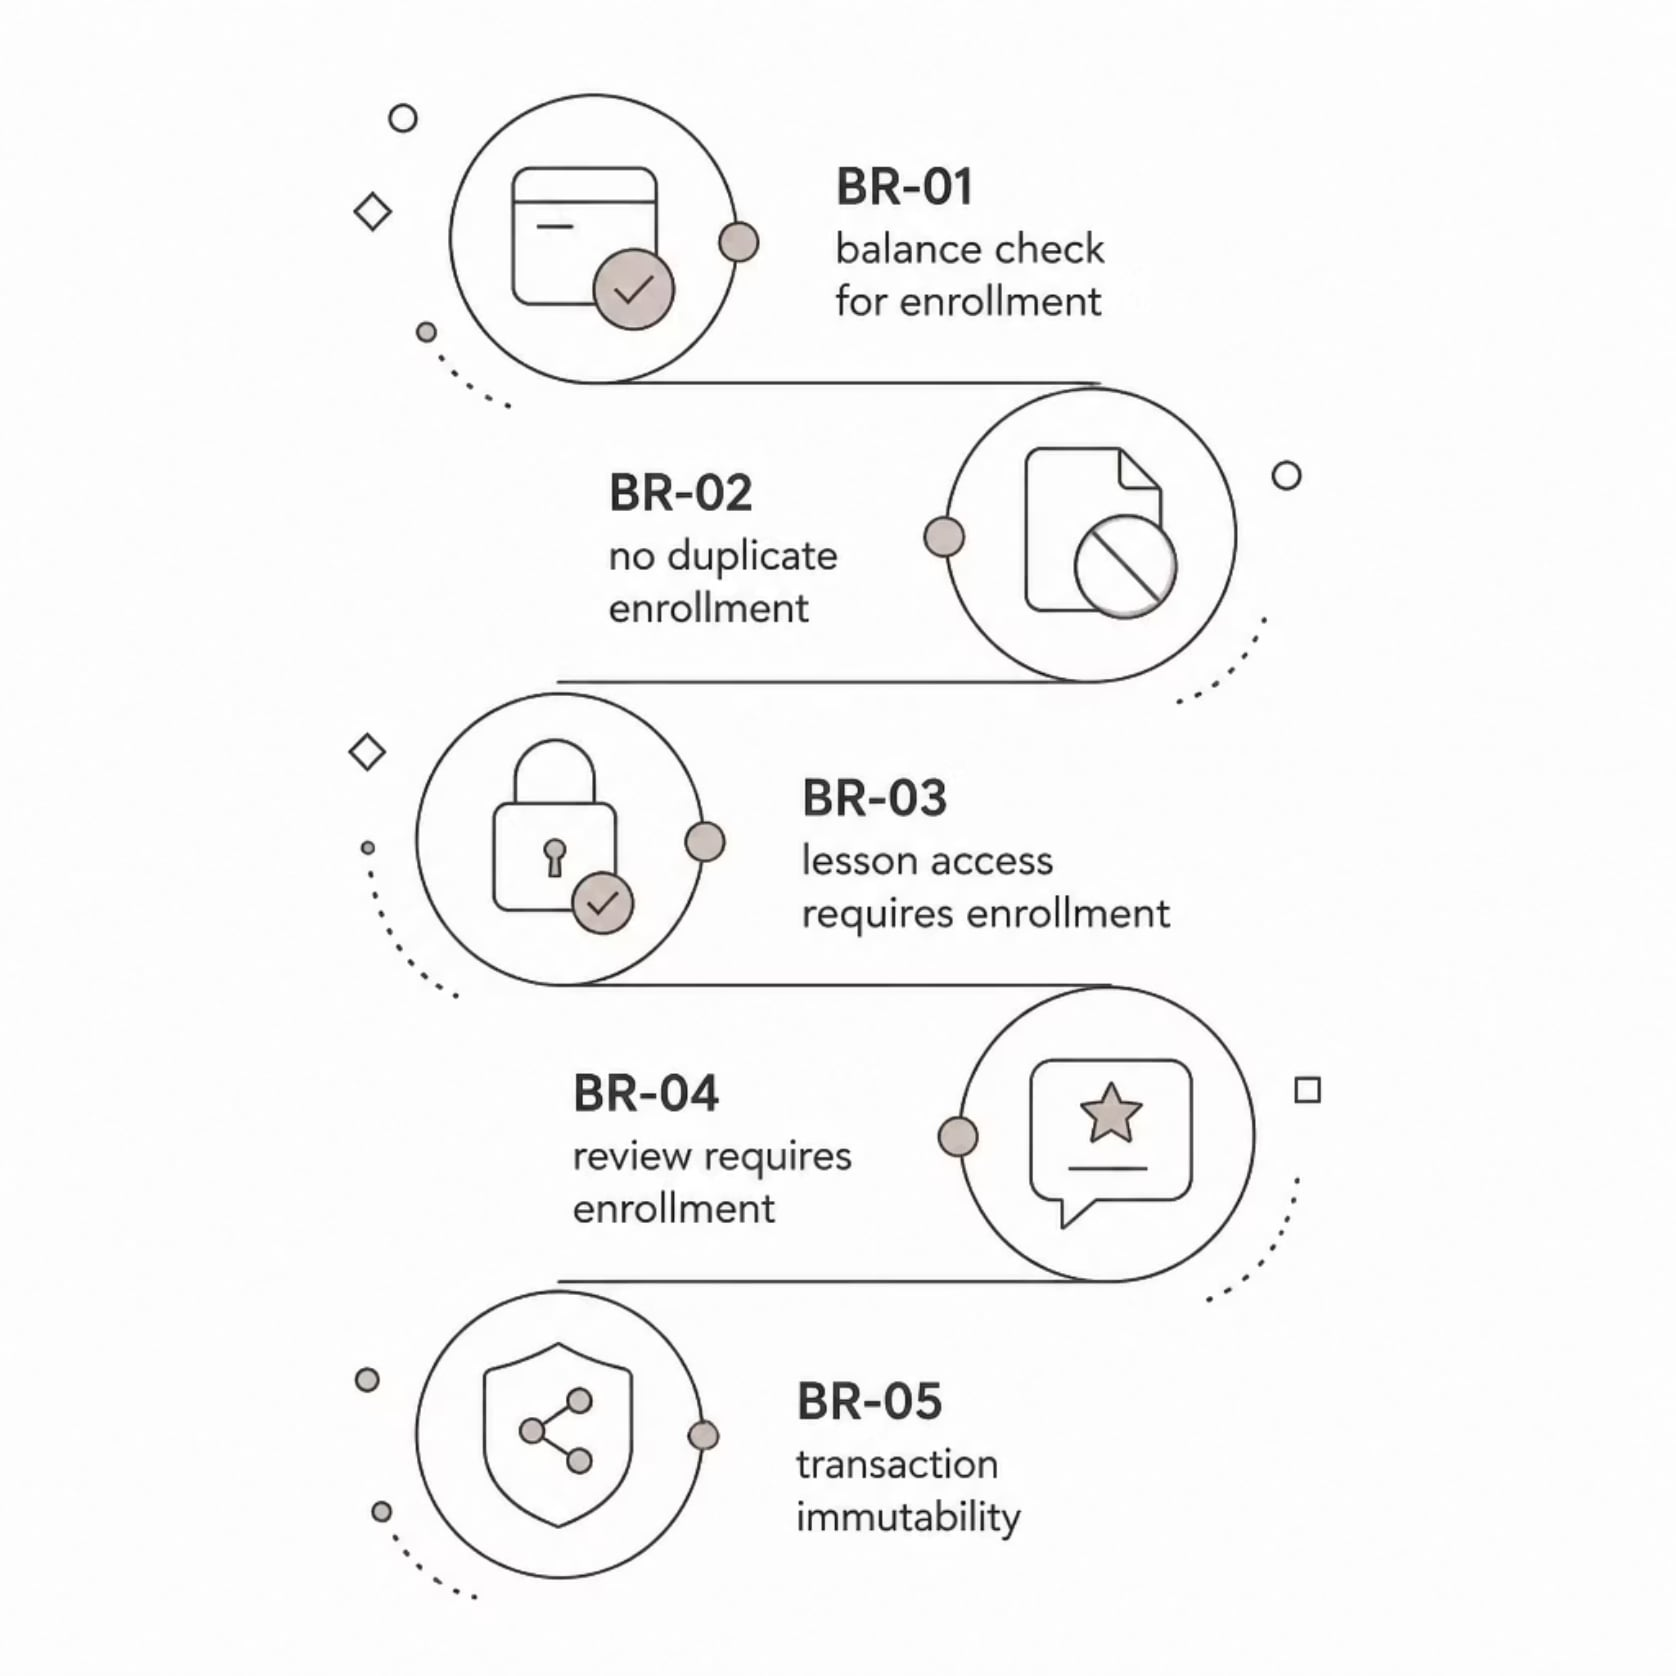 BR-01
balance check
for enrollment
BR-02
no duplicate
enrollment
BR-03
lesson access
requires enrollment
BR-04
review requires
enrollment
BR-05
transaction
immutability